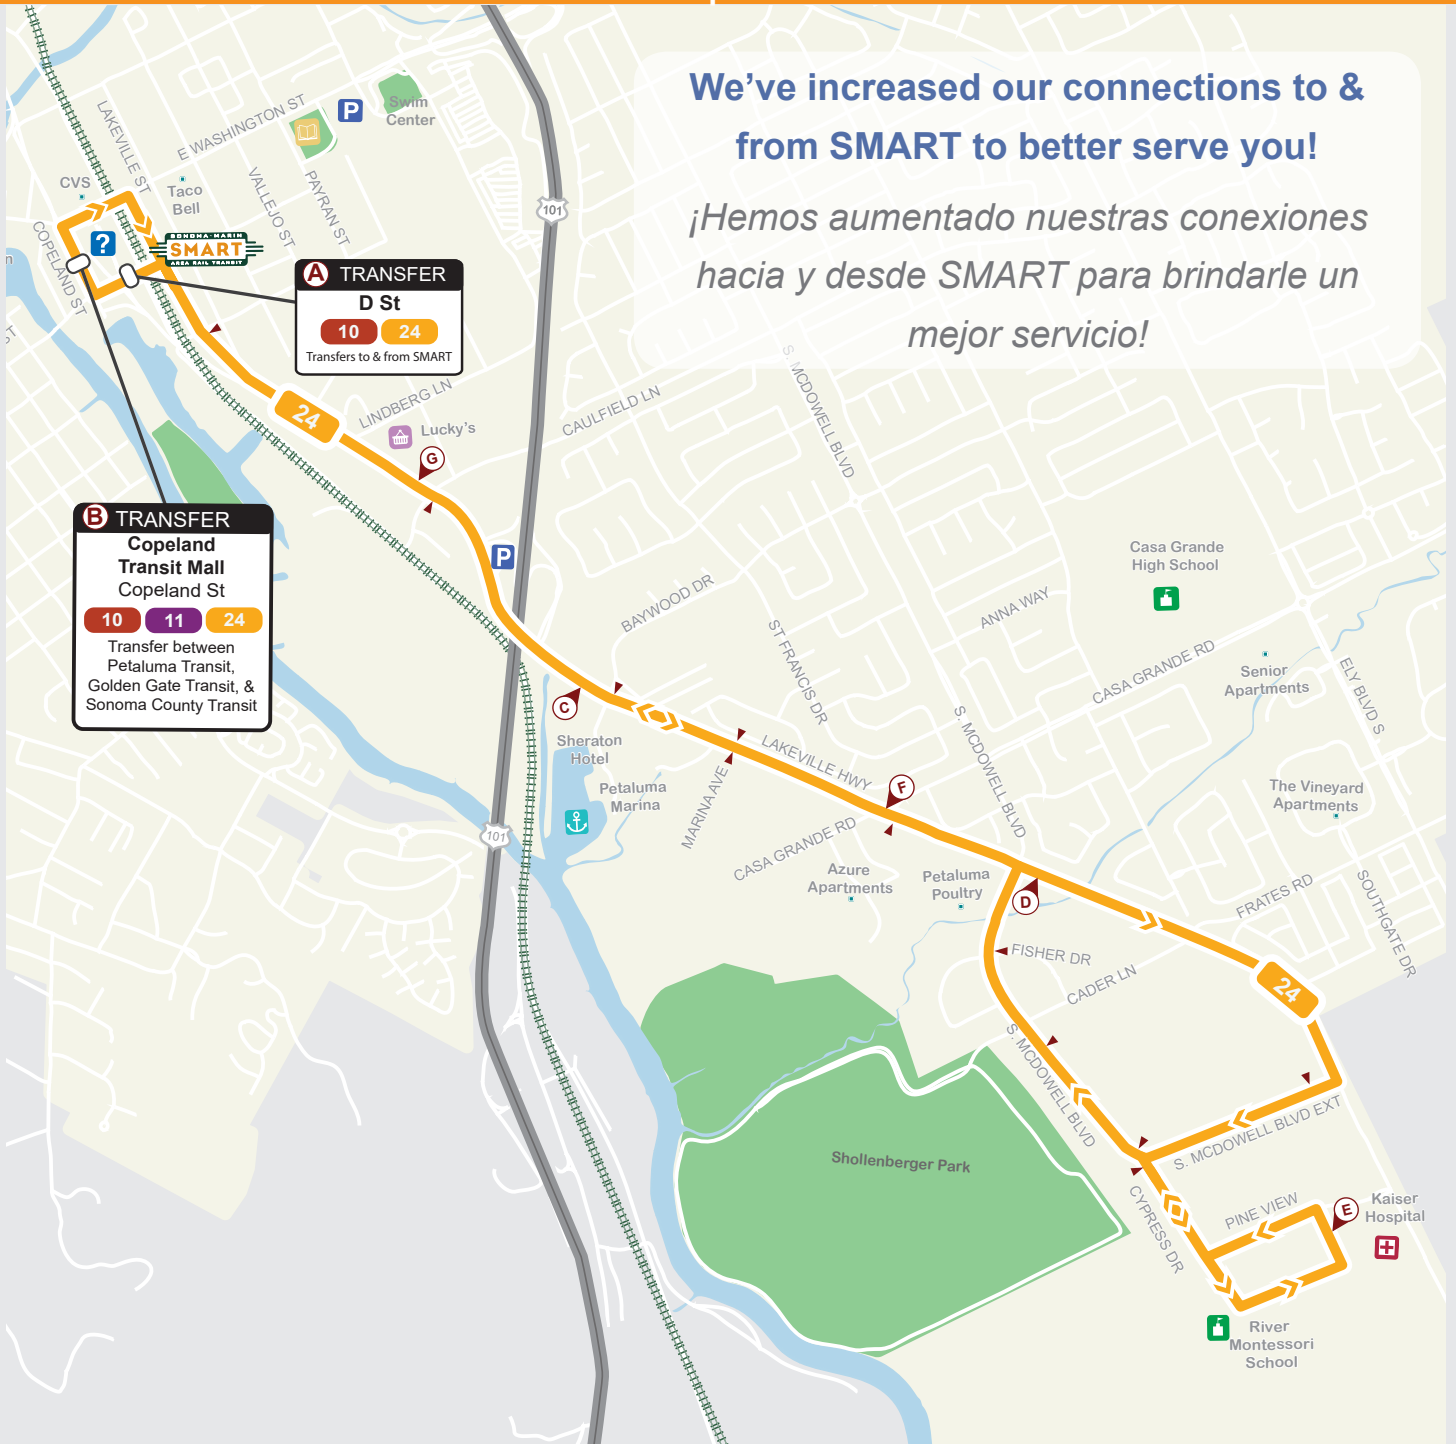 We've increased our connections to &
from SMART to better serve you!
¡Hemos aumentado nuestras conexiones
hacia y desde SMART para brindarle un
mejor servicio!
LAKEVILLE ST
E WASHINGTON ST
P
Swim
Center
CVS
Taco
Bell
VALLEJO ST
PAYRAN ST
101
COPELAND ST
?
SONOMA-MARIN
SMART
AREA RAIL TRANSIT
A TRANSFER
D St
10 24
Transfers to & from SMART
S. MCDOWELL BLVD
24
LINDBERG LN
CAULFIELD LN
Lucky's
G
B TRANSFER
Copeland
Transit Mall
Copeland St
10 11 24
Transfer between
Petaluma Transit,
Golden Gate Transit, &
Sonoma County Transit
P
Casa Grande
High School
BAYWOOD DR
ANNA WAY
ST FRANCIS DR
CASA GRANDE RD
Senior
Apartments
ELY BLVD S
C
Sheraton
Hotel
LAKEVILLE HWY
S. MCDOWELL BLVD
Petaluma
Marina
MARINA AVE
F
The Vineyard
Apartments
101
CASA GRANDE RD
Azure
Apartments
Petaluma
Poultry
D
FRATES RD
SOUTHGATE DR
FISHER DR
CADER LN
24
S. MCDOWELL BLVD
S. MCDOWELL BLVD EXT
Shollenberger Park
CYPRESS DR
PINE VIEW
E
Kaiser
Hospital
River
Montessori
School